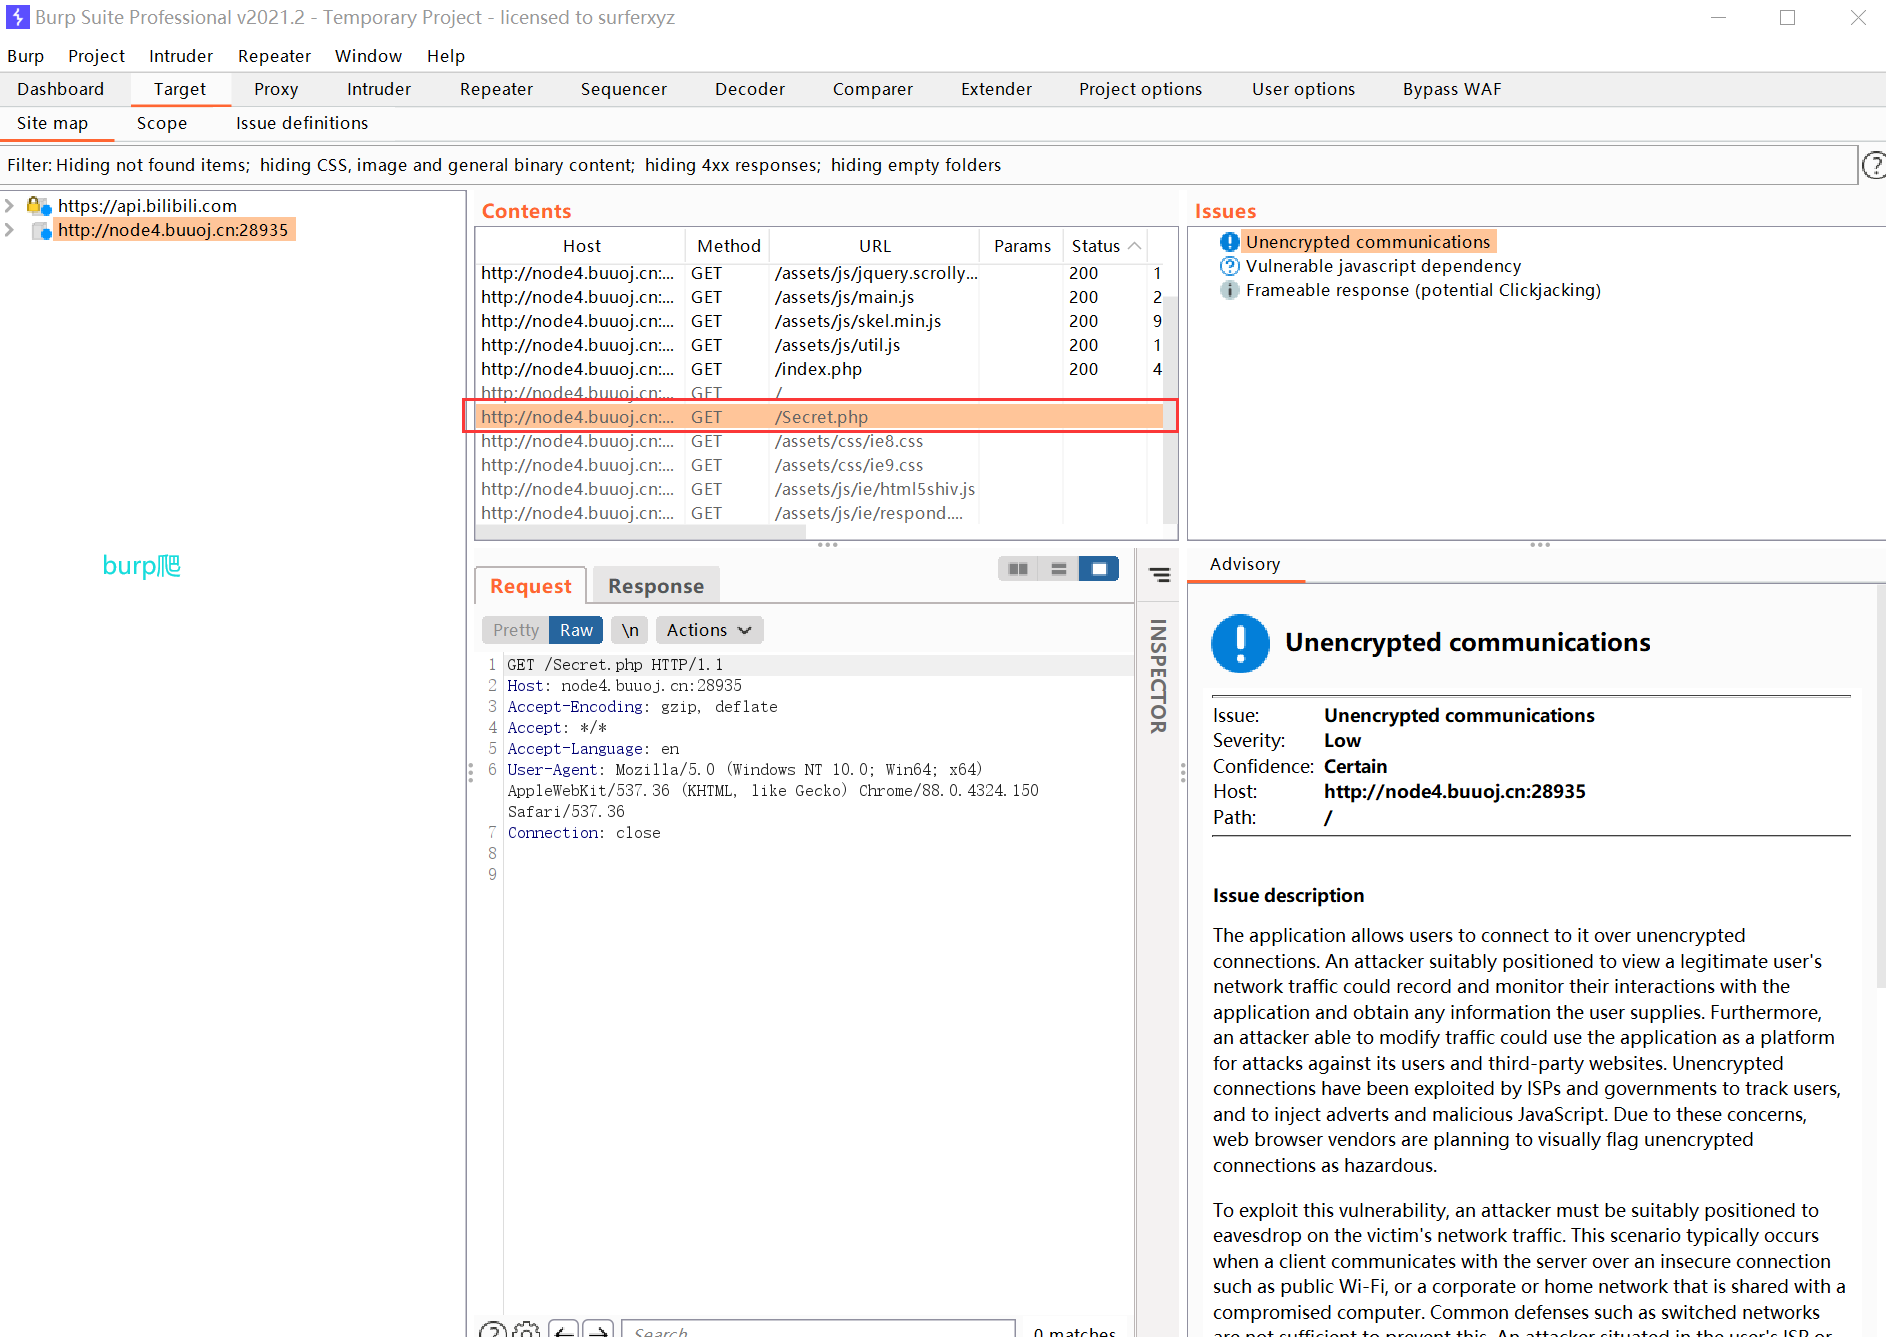 Burp Suite Professional v2021.2 - Temporary Project - licensed to surferxyz
Burp Project Intruder Repeater Window Help
Dashboard Target Proxy Intruder Repeater Sequencer Decoder Comparer Extender Project options User options Bypass WAF
Site map Scope Issue definitions
Filter: Hiding not found items; hiding CSS, image and general binary content; hiding 4xx responses; hiding empty folders
https://api.bilibili.com
http://node4.buuoj.cn:28935
burp爬
Contents
Host Method URL Params Status
http://node4.buuoj.cn:... GET /assets/js/jquery.scrolly... 200 1
http://node4.buuoj.cn:... GET /assets/js/main.js 200 2
http://node4.buuoj.cn:... GET /assets/js/skel.min.js 200 9
http://node4.buuoj.cn:... GET /assets/js/util.js 200 1
http://node4.buuoj.cn:... GET /index.php 200 4
http://node4.buuoj.cn:... GET /
http://node4.buuoj.cn:... GET /Secret.php
http://node4.buuoj.cn:... GET /assets/css/ie8.css
http://node4.buuoj.cn:... GET /assets/css/ie9.css
http://node4.buuoj.cn:... GET /assets/js/ie/html5shiv.js
http://node4.buuoj.cn:... GET /assets/js/ie/respond....
Request Response
Pretty Raw \n Actions
1 GET /Secret.php HTTP/1.1
2 Host: node4.buuoj.cn:28935
3 Accept-Encoding: gzip, deflate
4 Accept: */*
5 Accept-Language: en
6 User-Agent: Mozilla/5.0 (Windows NT 10.0; Win64; x64)
AppleWebKit/537.36 (KHTML, like Gecko) Chrome/88.0.4324.150
Safari/537.36
7 Connection: close
8
9
Search
0 matches
INSPECTOR
Issues
Unencrypted communications
Vulnerable javascript dependency
Frameable response (potential Clickjacking)
Advisory
Unencrypted communications
Issue: Unencrypted communications
Severity: Low
Confidence: Certain
Host: http://node4.buuoj.cn:28935
Path: /
Issue description
The application allows users to connect to it over unencrypted
connections. An attacker suitably positioned to view a legitimate user's
network traffic could record and monitor their interactions with the
application and obtain any information the user supplies. Furthermore,
an attacker able to modify traffic could use the application as a platform
for attacks against its users and third-party websites. Unencrypted
connections have been exploited by ISPs and governments to track users,
and to inject adverts and malicious JavaScript. Due to these concerns,
web browser vendors are planning to visually flag unencrypted
connections as hazardous.
To exploit this vulnerability, an attacker must be suitably positioned to
eavesdrop on the victim's network traffic. This scenario typically occurs
when a client communicates with the server over an insecure connection
such as public Wi-Fi, or a corporate or home network that is shared with a
compromised computer. Common defenses such as switched networks
are not sufficient to prevent this. An attacker situated in the user's ISP or